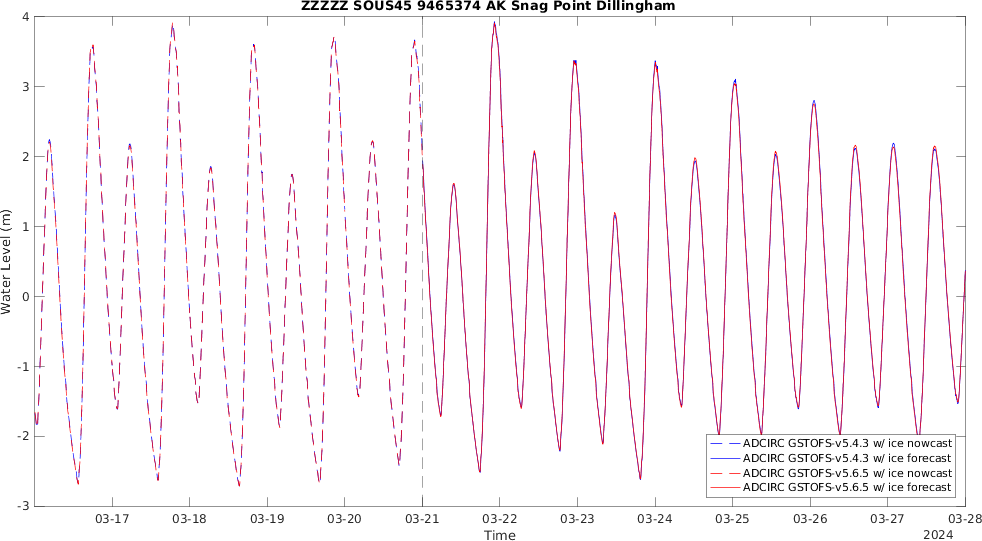 ZZZZZ SOUS45 9465374 AK Snag Point Dillingham
Water Level (m)
4
3
2
1
0
-1
-2
-3
03-17 03-18 03-19 03-20 03-21 03-22 03-23 03-24 03-25 03-26 03-27 03-28
Time
2024
ADCIRC GSTOFS-v5.4.3 w/ ice nowcast
ADCIRC GSTOFS-v5.4.3 w/ ice forecast
ADCIRC GSTOFS-v5.6.5 w/ ice nowcast
ADCIRC GSTOFS-v5.6.5 w/ ice forecast